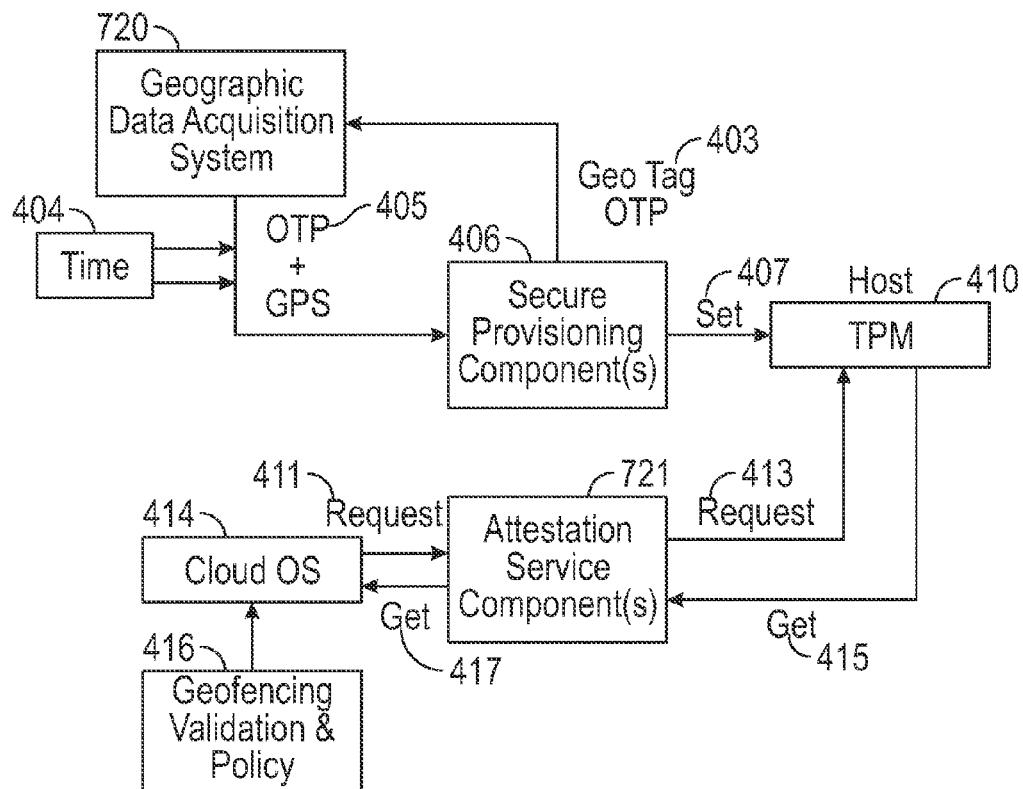 720
Geographic
Data Acquisition
System
403
Geo Tag
OTP
404
Time
405
OTP
+
GPS
406
Secure
Provisioning
Component(s)
407
Set
Host
410
TPM
411
Request
721
Attestation
Service
Component(s)
413
Request
414
Cloud OS
Get
417
Get
415
416
Geofencing
Validation &
Policy